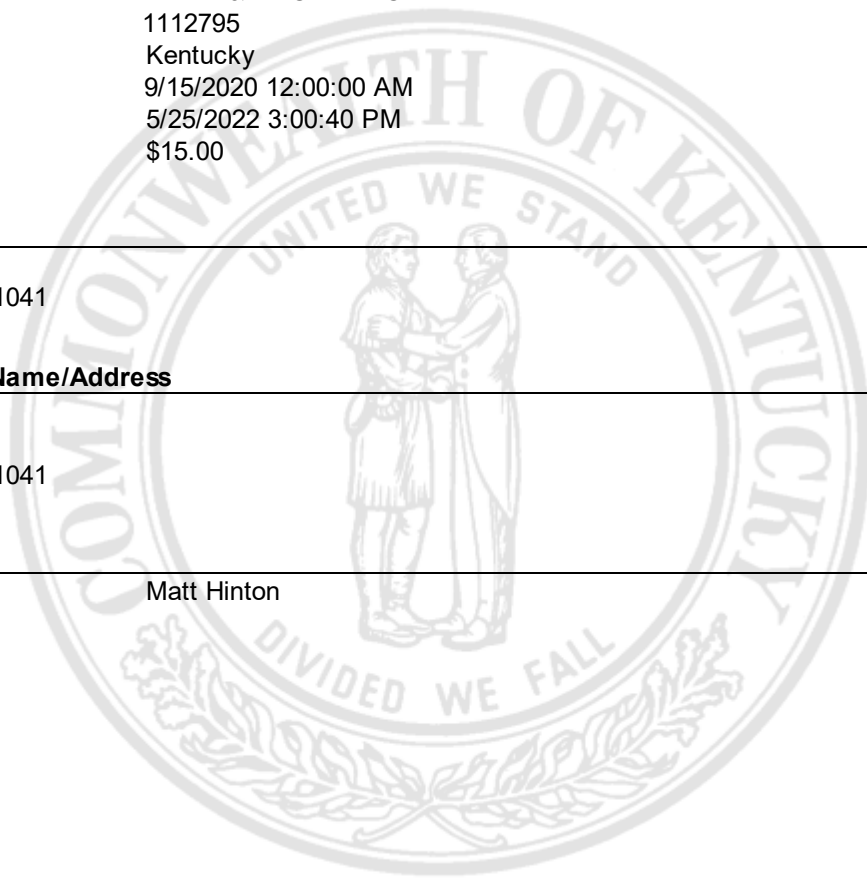 1112795
Kentucky
9/15/2020 12:00:00 AM
5/25/2022 3:00:40 PM
$15.00
COMMONWEALTH OF KENTUCKY
UNITED WE STAND
1041
Name/Address
1041
Matt Hinton
DIVIDED WE FALL